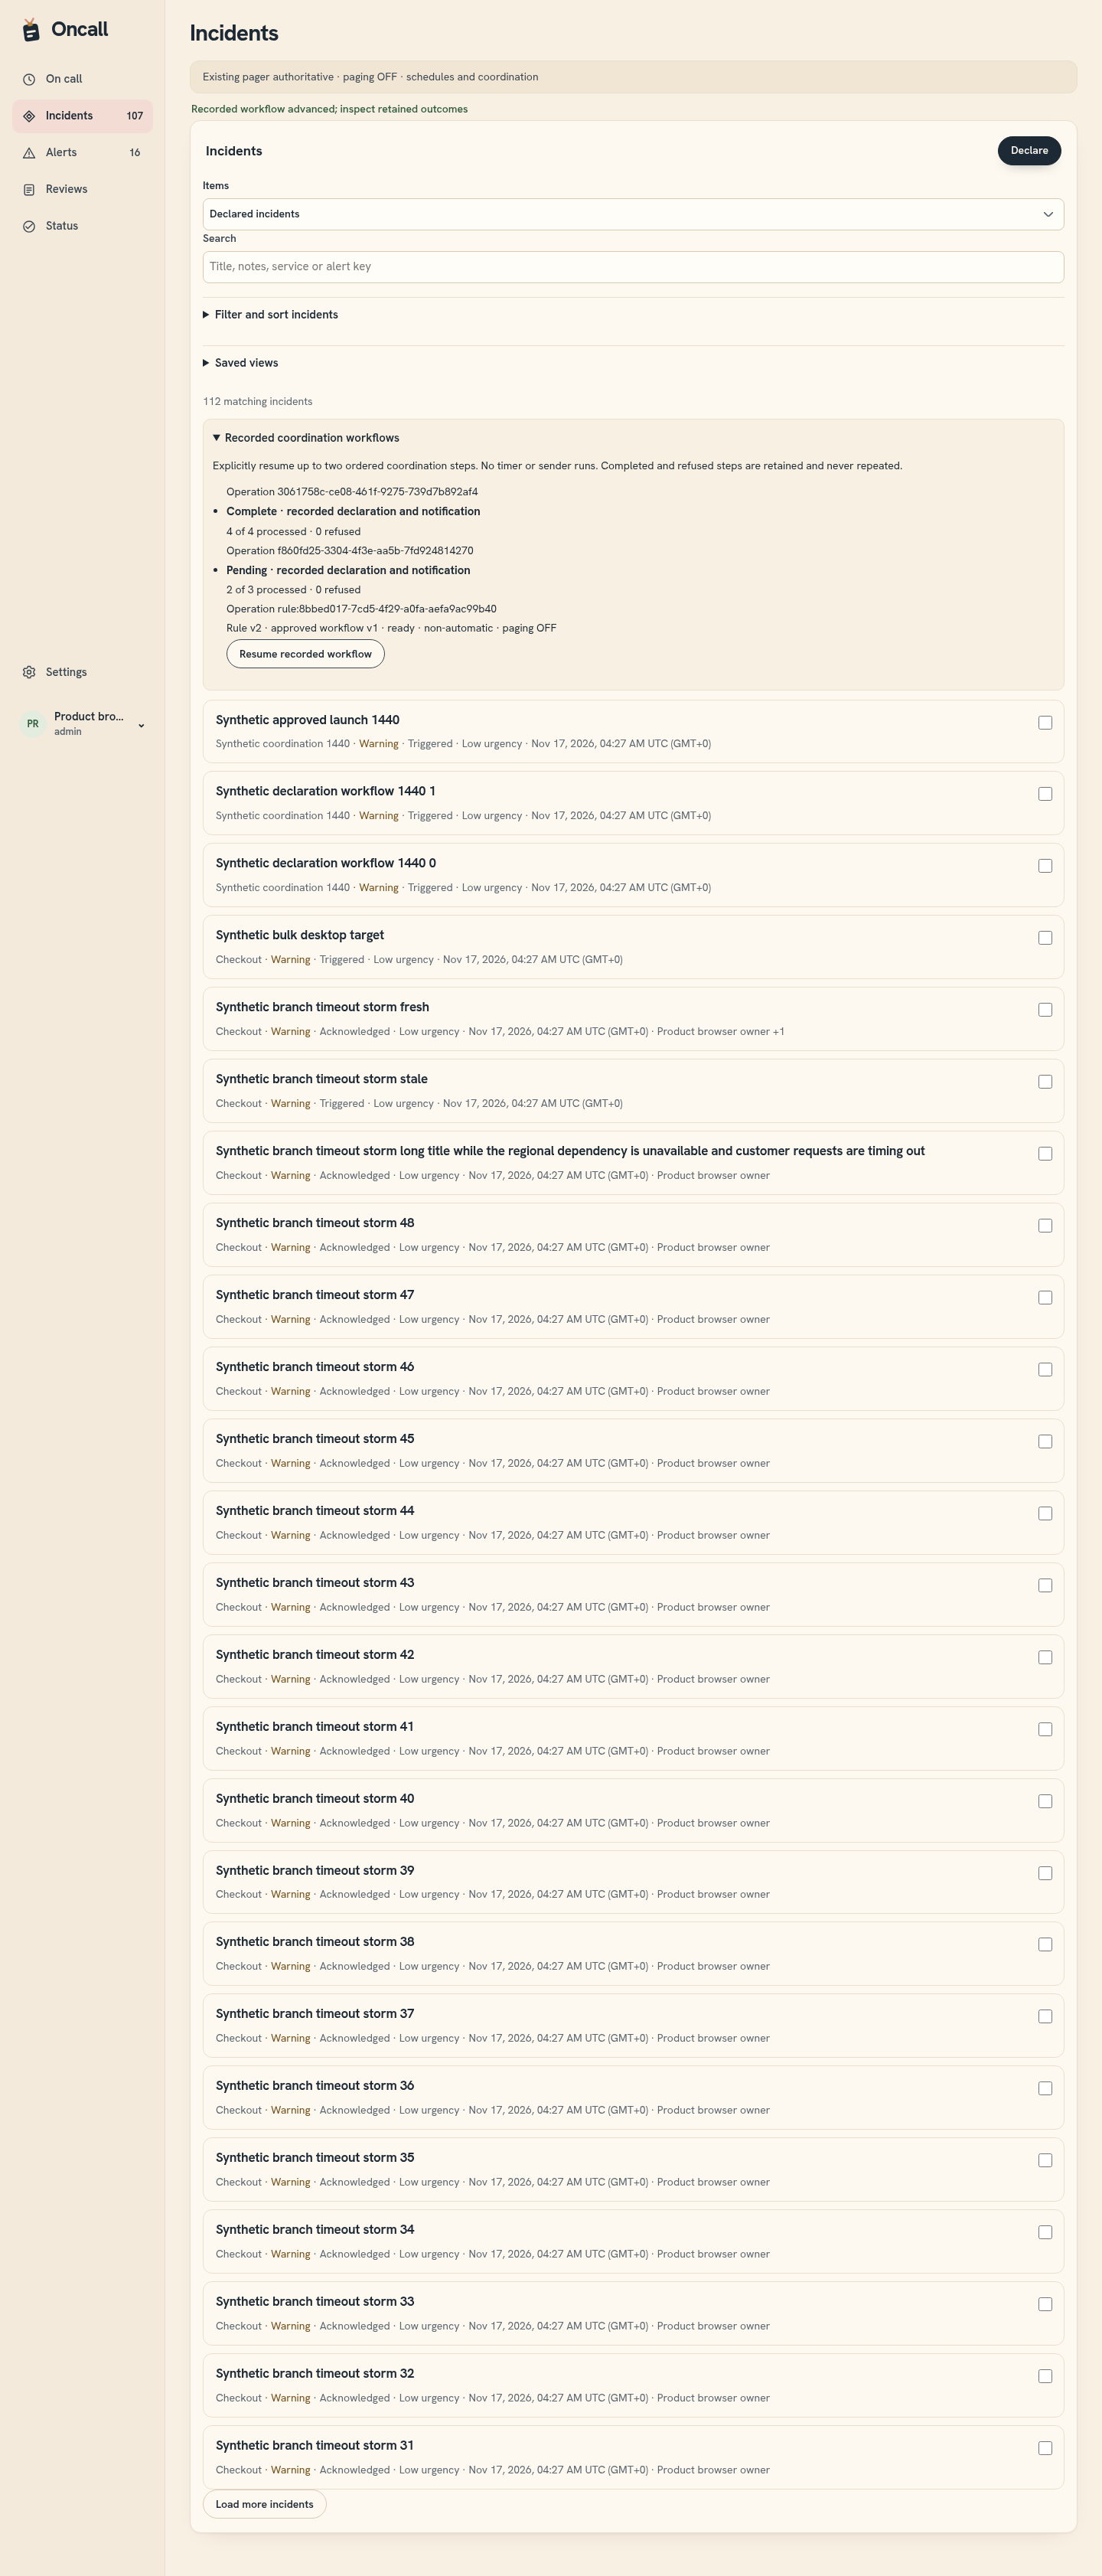 Oncall
On call
Incidents 107
Alerts 16
Reviews
Status
Settings
PR
Product bro...
admin
Incidents
Existing pager authoritative · paging OFF · schedules and coordination
Recorded workflow advanced; inspect retained outcomes
Incidents
Declare
Items
Declared incidents
Search
Title, notes, service or alert key
Filter and sort incidents
Saved views
112 matching incidents
Recorded coordination workflows
Explicitly resume up to two ordered coordination steps. No timer or sender runs. Completed and refused steps are retained and never repeated.
Operation 3061758c-ce08-461f-9275-739d7b892af4
Complete · recorded declaration and notification
4 of 4 processed · 0 refused
Operation f860fd25-3304-4f3e-aa5b-7fd924814270
Pending · recorded declaration and notification
2 of 3 processed · 0 refused
Operation rule:8bbed017-7cd5-4f29-a0fa-aefa9ac99b40
Rule v2 · approved workflow v1 · ready · non-automatic · paging OFF
Resume recorded workflow
Synthetic approved launch 1440
Synthetic coordination 1440 · Warning · Triggered · Low urgency · Nov 17, 2026, 04:27 AM UTC (GMT+0)
Synthetic declaration workflow 1440 1
Synthetic coordination 1440 · Warning · Triggered · Low urgency · Nov 17, 2026, 04:27 AM UTC (GMT+0)
Synthetic declaration workflow 1440 0
Synthetic coordination 1440 · Warning · Triggered · Low urgency · Nov 17, 2026, 04:27 AM UTC (GMT+0)
Synthetic bulk desktop target
Checkout · Warning · Triggered · Low urgency · Nov 17, 2026, 04:27 AM UTC (GMT+0)
Synthetic branch timeout storm fresh
Checkout · Warning · Acknowledged · Low urgency · Nov 17, 2026, 04:27 AM UTC (GMT+0) · Product browser owner +1
Synthetic branch timeout storm stale
Checkout · Warning · Triggered · Low urgency · Nov 17, 2026, 04:27 AM UTC (GMT+0)
Synthetic branch timeout storm long title while the regional dependency is unavailable and customer requests are timing out
Checkout · Warning · Acknowledged · Low urgency · Nov 17, 2026, 04:27 AM UTC (GMT+0) · Product browser owner
Synthetic branch timeout storm 48
Checkout · Warning · Acknowledged · Low urgency · Nov 17, 2026, 04:27 AM UTC (GMT+0) · Product browser owner
Synthetic branch timeout storm 47
Checkout · Warning · Acknowledged · Low urgency · Nov 17, 2026, 04:27 AM UTC (GMT+0) · Product browser owner
Synthetic branch timeout storm 46
Checkout · Warning · Acknowledged · Low urgency · Nov 17, 2026, 04:27 AM UTC (GMT+0) · Product browser owner
Synthetic branch timeout storm 45
Checkout · Warning · Acknowledged · Low urgency · Nov 17, 2026, 04:27 AM UTC (GMT+0) · Product browser owner
Synthetic branch timeout storm 44
Checkout · Warning · Acknowledged · Low urgency · Nov 17, 2026, 04:27 AM UTC (GMT+0) · Product browser owner
Synthetic branch timeout storm 43
Checkout · Warning · Acknowledged · Low urgency · Nov 17, 2026, 04:27 AM UTC (GMT+0) · Product browser owner
Synthetic branch timeout storm 42
Checkout · Warning · Acknowledged · Low urgency · Nov 17, 2026, 04:27 AM UTC (GMT+0) · Product browser owner
Synthetic branch timeout storm 41
Checkout · Warning · Acknowledged · Low urgency · Nov 17, 2026, 04:27 AM UTC (GMT+0) · Product browser owner
Synthetic branch timeout storm 40
Checkout · Warning · Acknowledged · Low urgency · Nov 17, 2026, 04:27 AM UTC (GMT+0) · Product browser owner
Synthetic branch timeout storm 39
Checkout · Warning · Acknowledged · Low urgency · Nov 17, 2026, 04:27 AM UTC (GMT+0) · Product browser owner
Synthetic branch timeout storm 38
Checkout · Warning · Acknowledged · Low urgency · Nov 17, 2026, 04:27 AM UTC (GMT+0) · Product browser owner
Synthetic branch timeout storm 37
Checkout · Warning · Acknowledged · Low urgency · Nov 17, 2026, 04:27 AM UTC (GMT+0) · Product browser owner
Synthetic branch timeout storm 36
Checkout · Warning · Acknowledged · Low urgency · Nov 17, 2026, 04:27 AM UTC (GMT+0) · Product browser owner
Synthetic branch timeout storm 35
Checkout · Warning · Acknowledged · Low urgency · Nov 17, 2026, 04:27 AM UTC (GMT+0) · Product browser owner
Synthetic branch timeout storm 34
Checkout · Warning · Acknowledged · Low urgency · Nov 17, 2026, 04:27 AM UTC (GMT+0) · Product browser owner
Synthetic branch timeout storm 33
Checkout · Warning · Acknowledged · Low urgency · Nov 17, 2026, 04:27 AM UTC (GMT+0) · Product browser owner
Synthetic branch timeout storm 32
Checkout · Warning · Acknowledged · Low urgency · Nov 17, 2026, 04:27 AM UTC (GMT+0) · Product browser owner
Synthetic branch timeout storm 31
Checkout · Warning · Acknowledged · Low urgency · Nov 17, 2026, 04:27 AM UTC (GMT+0) · Product browser owner
Load more incidents